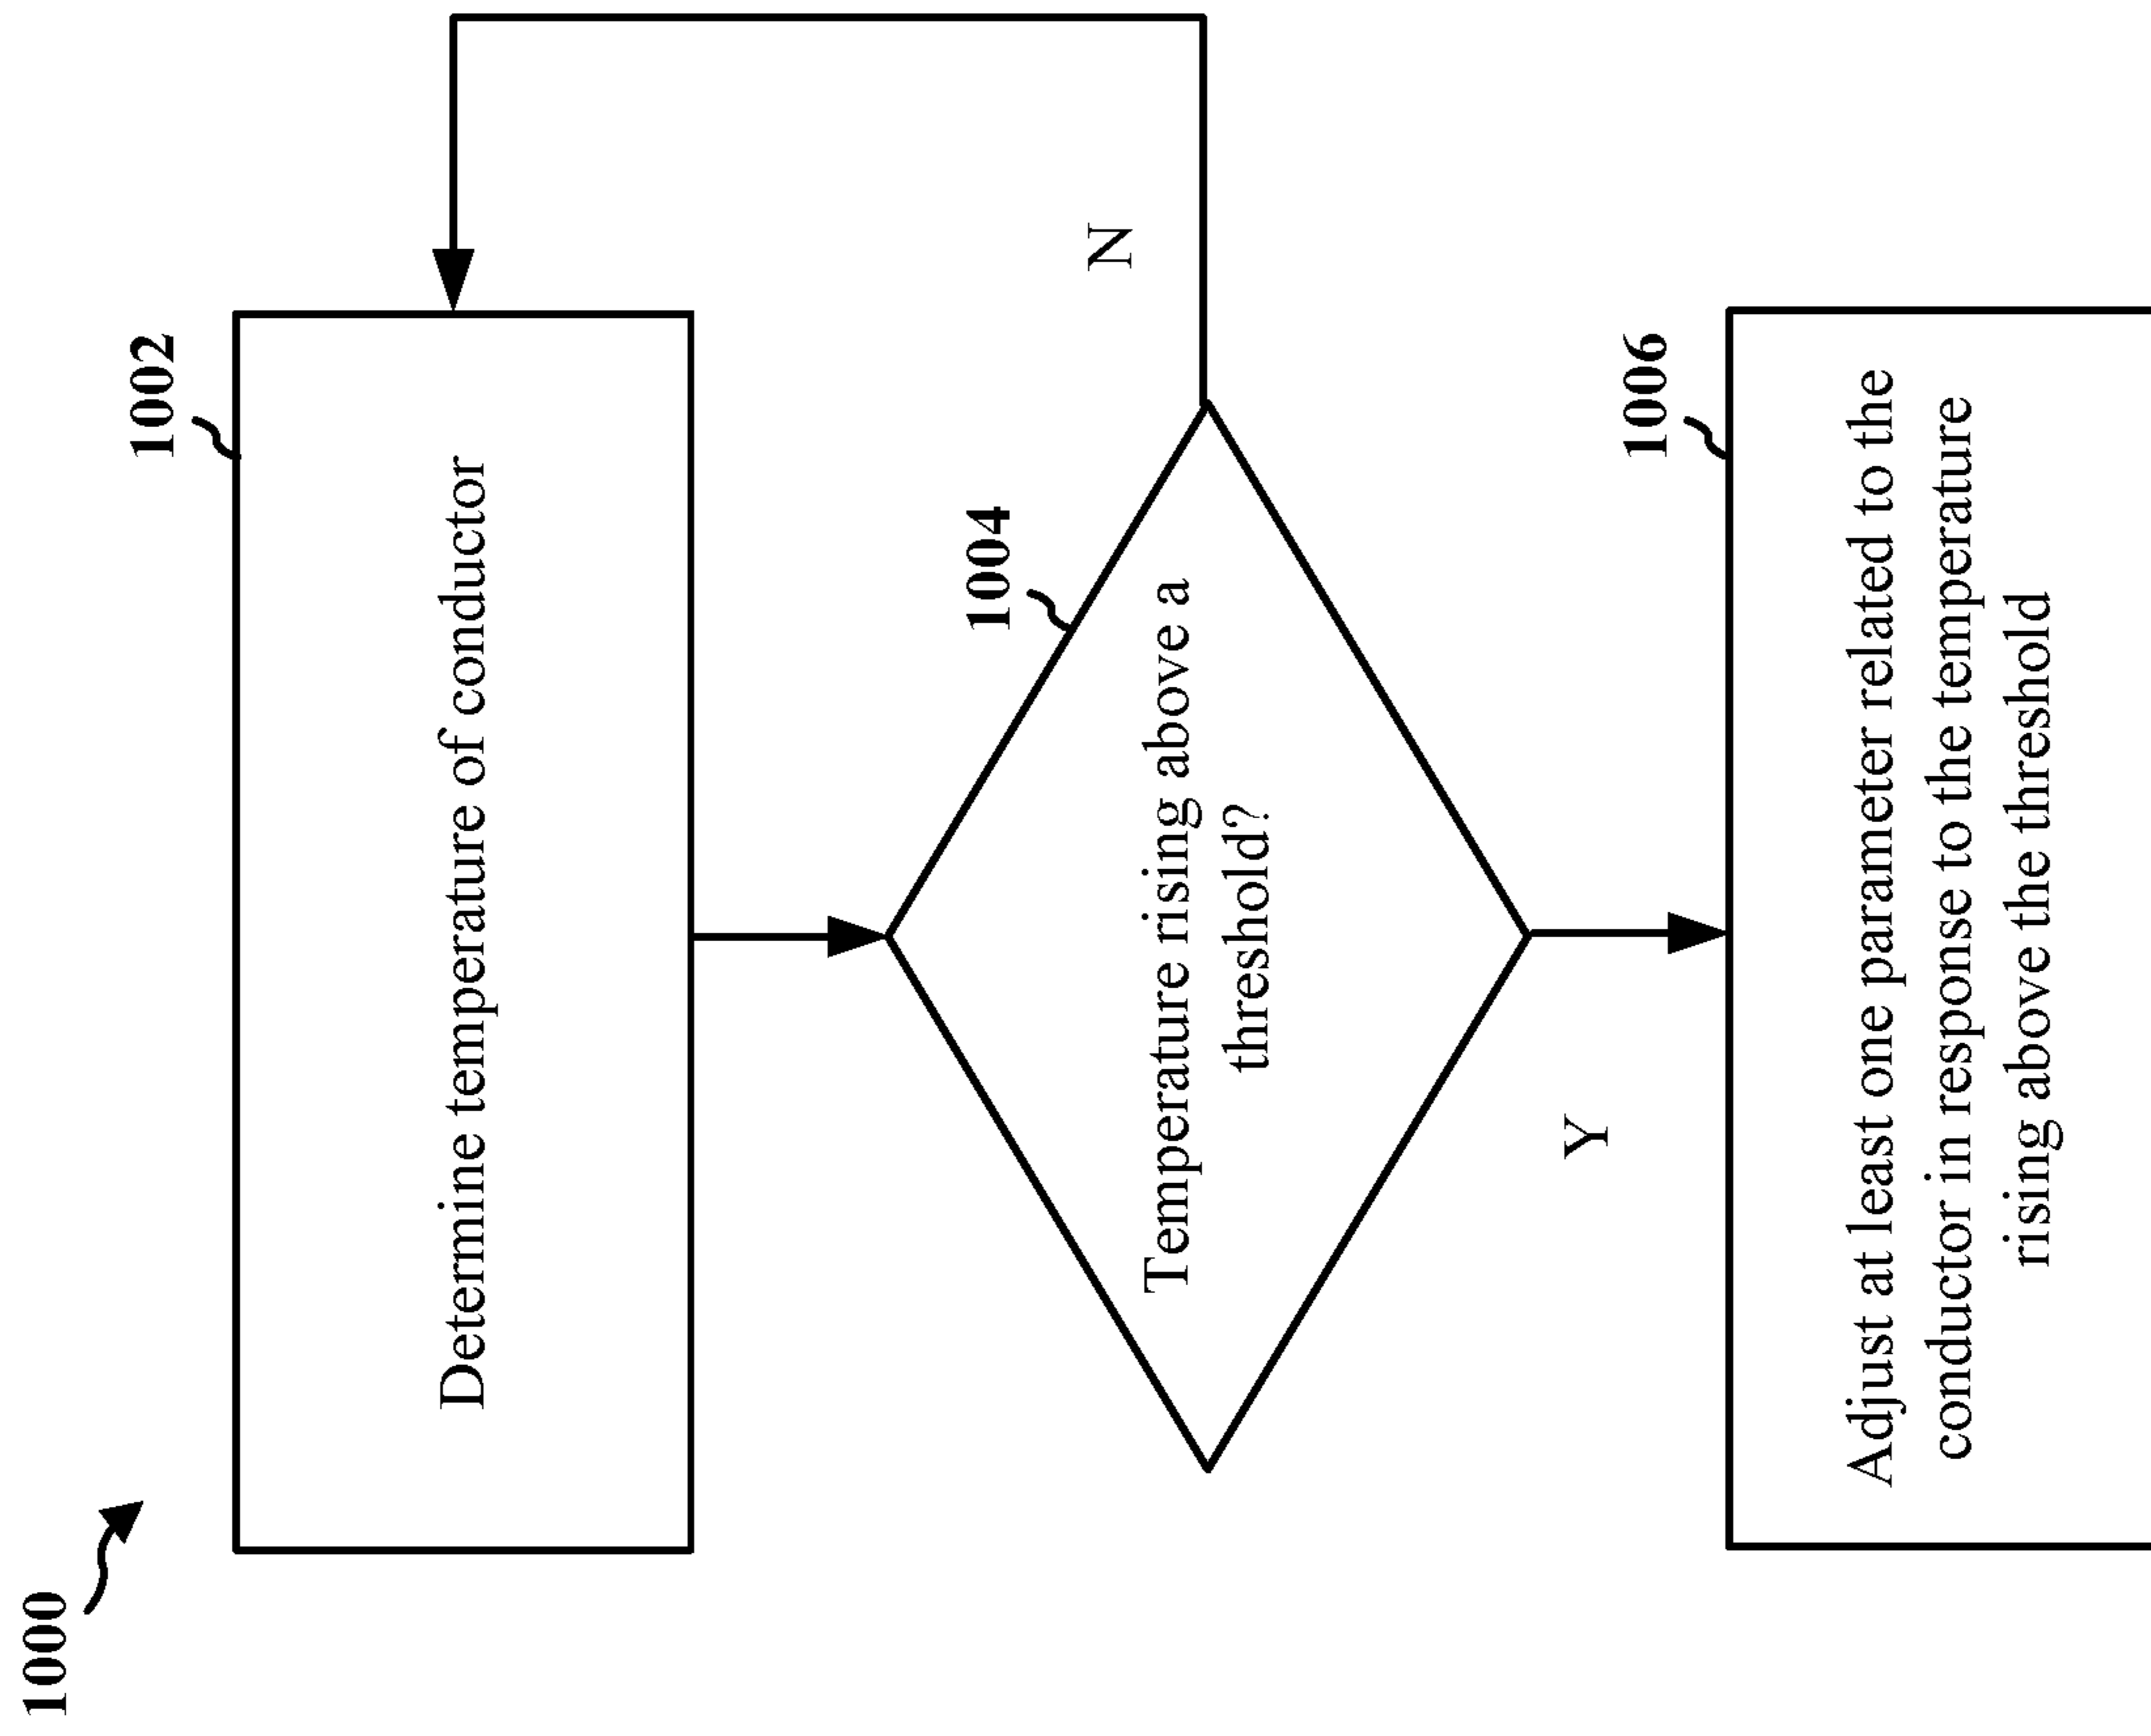 1000
1002
Determine temperature of conductor
1004
Temperature rising above a
threshold?
N
Y
1006
Adjust at least one parameter related to the
conductor in response to the temperature
rising above the threshold